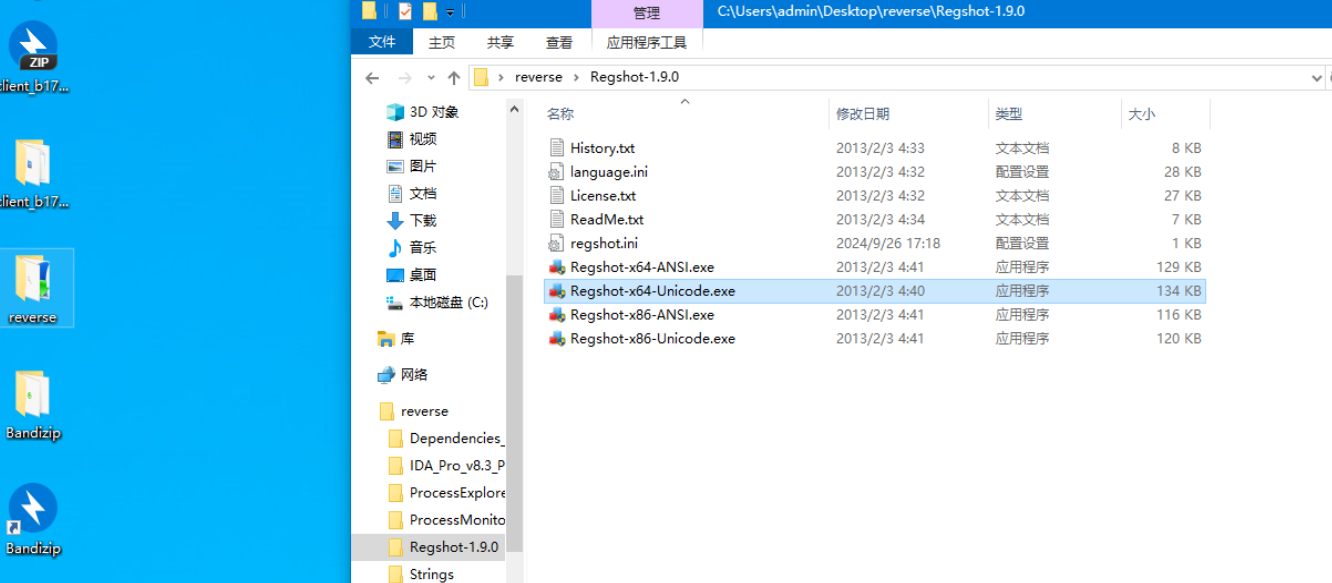 ZIP
client_b17...
client_b17...
reverse
Bandizip
Bandizip
管理
C:\Users\admin\Desktop\reverse\Regshot-1.9.0
文件 主页 共享 查看 应用程序工具
reverse › Regshot-1.9.0
3D 对象
视频
图片
文档
下载
音乐
桌面
本地磁盘 (C:)
库
网络
reverse
Dependencies_
IDA_Pro_v8.3_P
ProcessExplore
ProcessMonito
Regshot-1.9.0
Strings
名称 修改日期 类型 大小
History.txt 2013/2/3 4:33 文本文档 8 KB
language.ini 2013/2/3 4:32 配置设置 28 KB
License.txt 2013/2/3 4:32 文本文档 27 KB
ReadMe.txt 2013/2/3 4:34 文本文档 7 KB
regshot.ini 2024/9/26 17:18 配置设置 1 KB
Regshot-x64-ANSI.exe 2013/2/3 4:41 应用程序 129 KB
Regshot-x64-Unicode.exe 2013/2/3 4:40 应用程序 134 KB
Regshot-x86-ANSI.exe 2013/2/3 4:41 应用程序 116 KB
Regshot-x86-Unicode.exe 2013/2/3 4:41 应用程序 120 KB